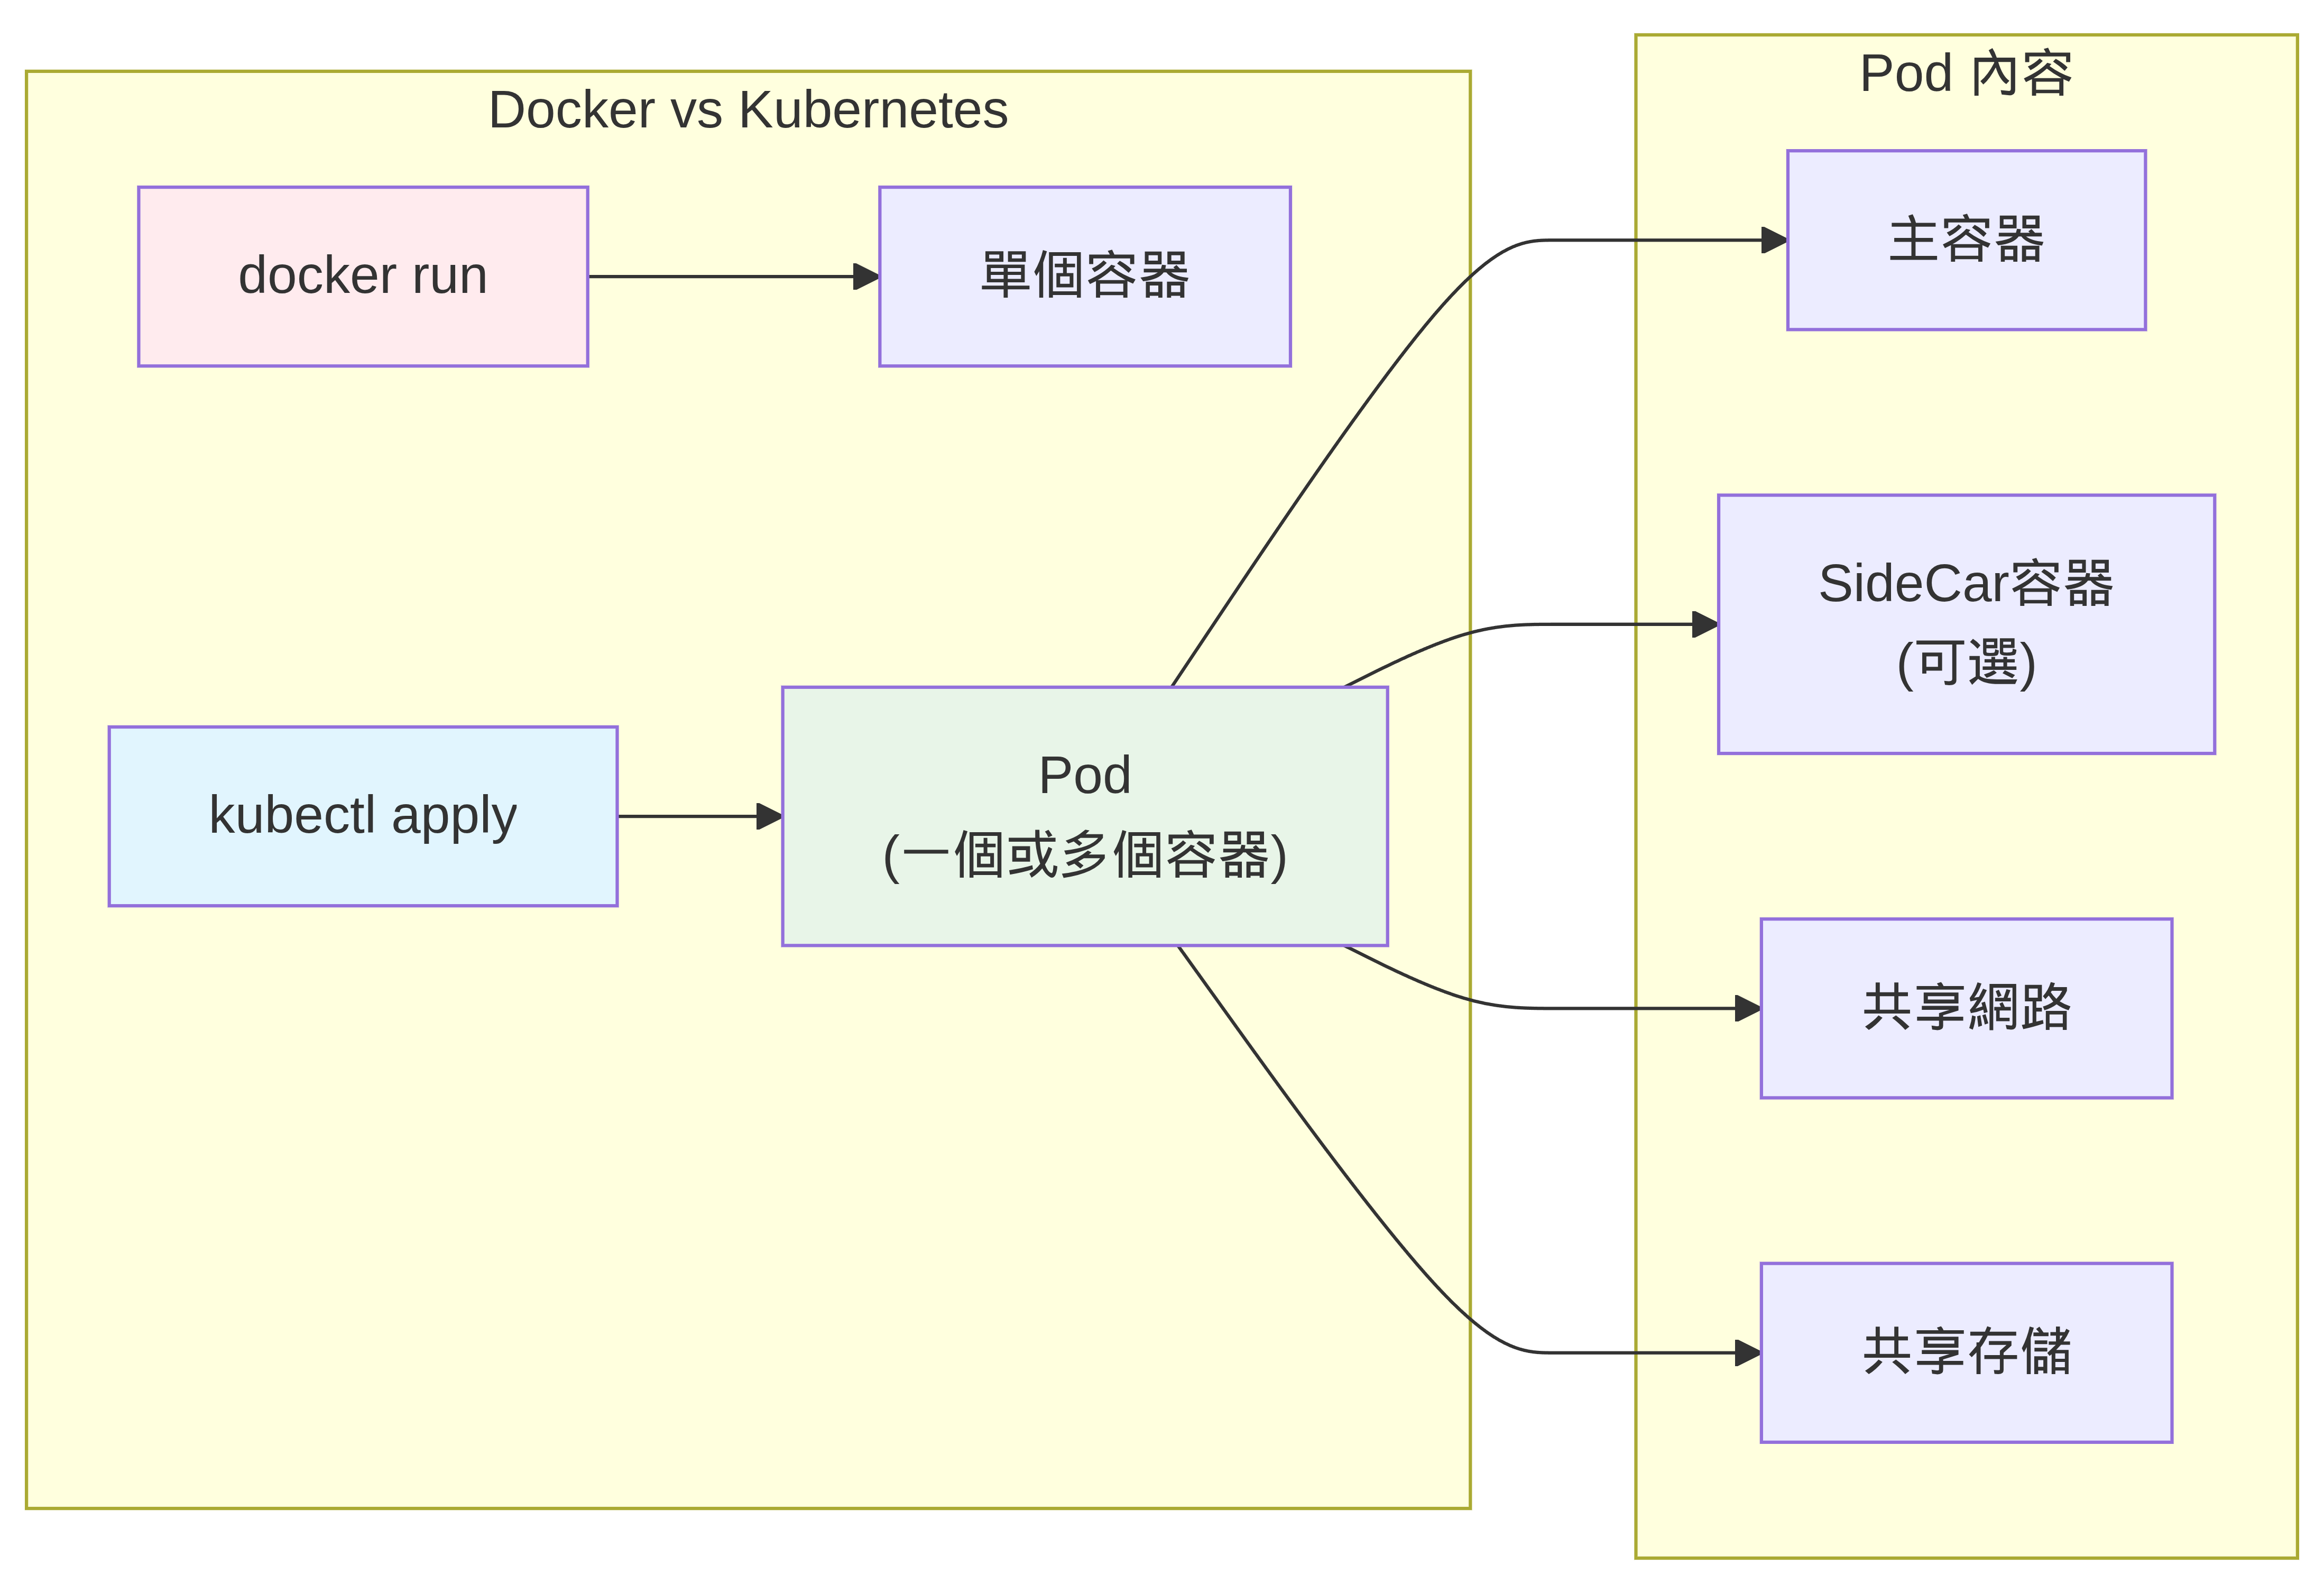 Docker vs Kubernetes
docker run
單個容器
kubectl apply
Pod
(一個或多個容器)
Pod 內容
主容器
SideCar容器
(可選)
共享網路
共享存儲